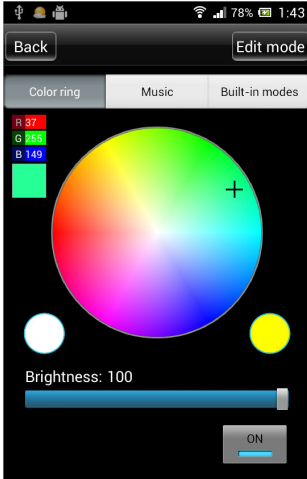 78% 1:43
Back Edit mode
Color ring Music Built-in modes
R 37
G 255
B 149
Brightness: 100
ON